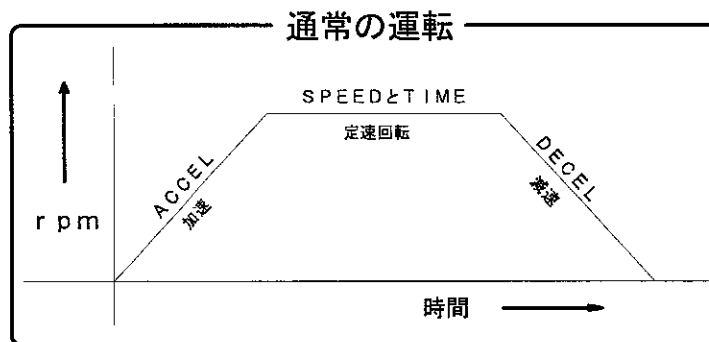 通常の運転
SPEEDとTIME
定速回転
ACCEL
加速
DECEL
減速
rpm
時間